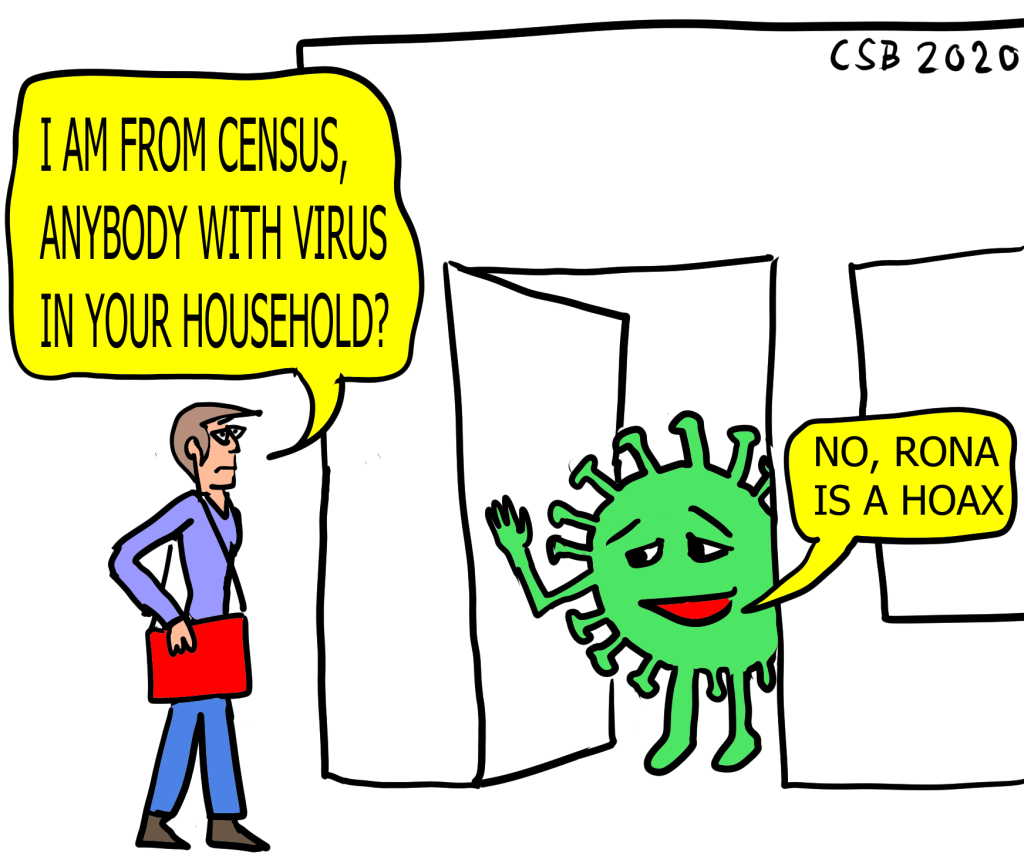 CSB 2020
I AM FROM CENSUS,
ANYBODY WITH VIRUS
IN YOUR HOUSEHOLD?
NO, RONA
IS A HOAX